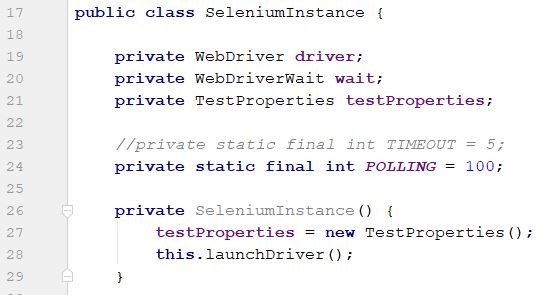 17 public class SeleniumInstance {
18
19     private WebDriver driver;
20     private WebDriverWait wait;
21     private TestProperties testProperties;
22
23     //private static final int TIMEOUT = 5;
24     private static final int POLLING = 100;
25
26     private SeleniumInstance() {
27         testProperties = new TestProperties();
28         this.launchDriver();
29     }